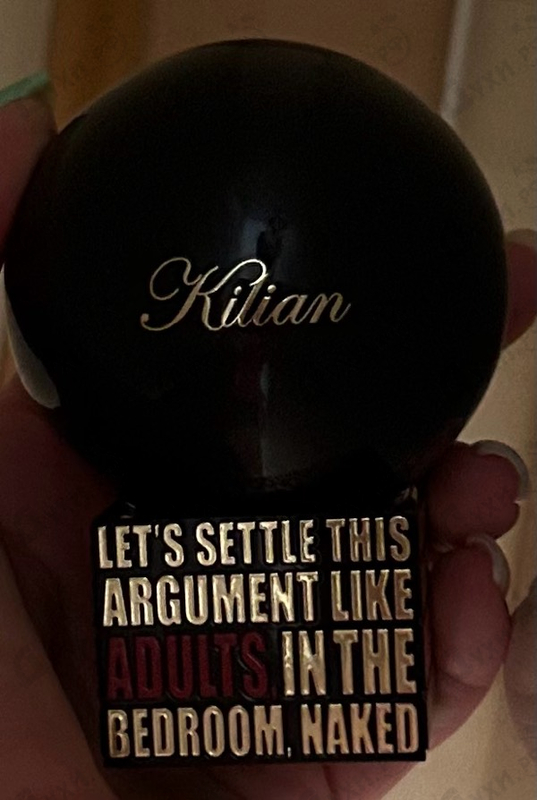 Kilian
LET'S SETTLE THIS
ARGUMENT LIKE
ADULTS, IN THE
BEDROOM, NAKED